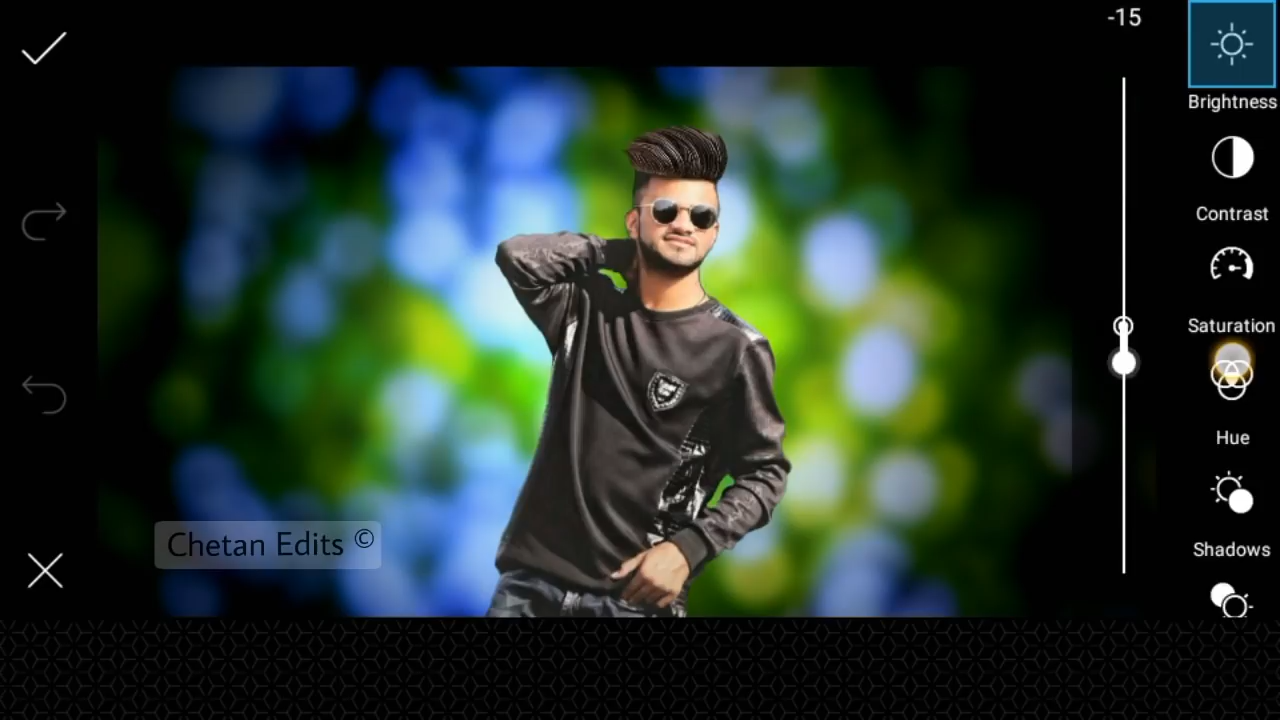 -15
Brightness
Contrast
Saturation
Hue
Shadows
Chetan Edits ©